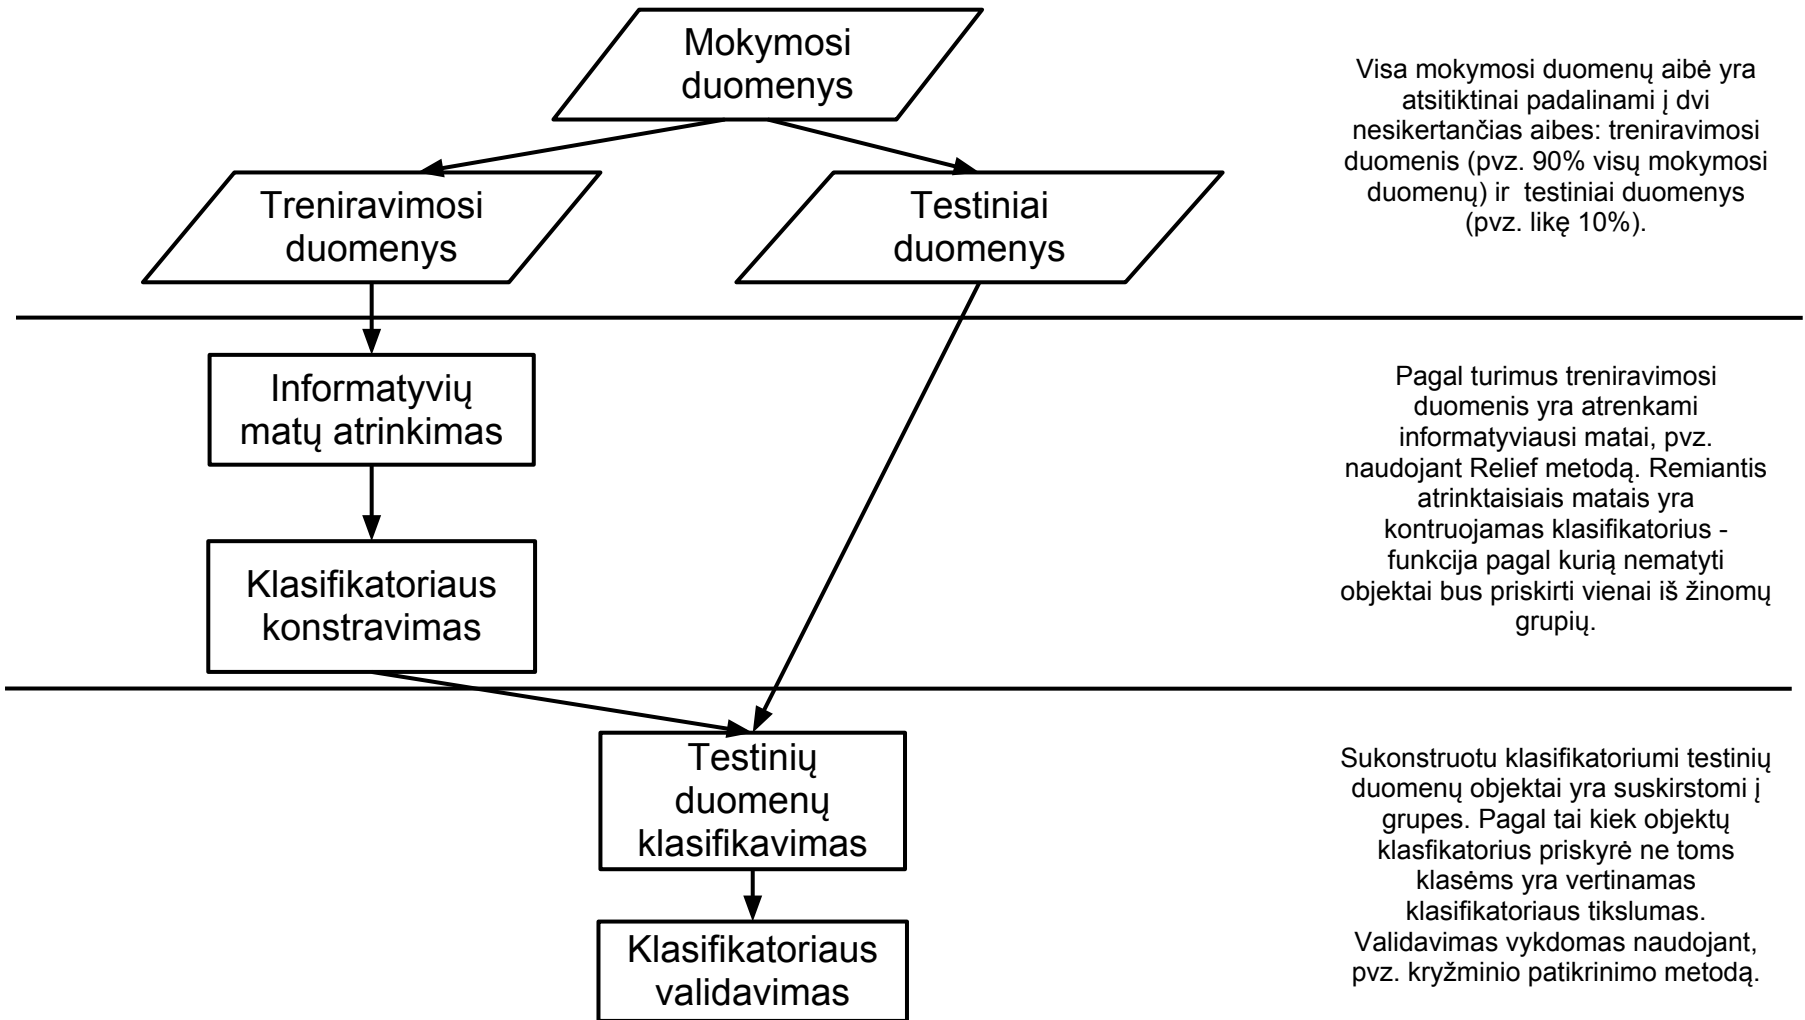 Mokymosi
duomenys
Visa mokymosi duomenų aibė yra
atsitiktinai padalinami į dvi
nesikertančias aibes: treniravimosi
duomenis (pvz. 90% visų mokymosi
duomenų) ir  testiniai duomenys
(pvz. likę 10%).
Treniravimosi
duomenys
Testiniai
duomenys
Informatyvių
matų atrinkimas
Klasifikatoriaus
konstravimas
Pagal turimus treniravimosi
duomenis yra atrenkami
informatyviausi matai, pvz.
naudojant Relief metodą. Remiantis
atrinktaisiais matais yra
kontruojamas klasifikatorius -
funkcija pagal kurią nematyti
objektai bus priskirti vienai iš žinomų
grupių.
Testinių
duomenų
klasifikavimas
Klasifikatoriaus
validavimas
Sukonstruotu klasifikatoriumi testinių
duomenų objektai yra suskirstomi į
grupes. Pagal tai kiek objektų
klasfikatorius priskyrė ne toms
klasėms yra vertinamas
klasifikatoriaus tikslumas.
Validavimas vykdomas naudojant,
pvz. kryžminio patikrinimo metodą.